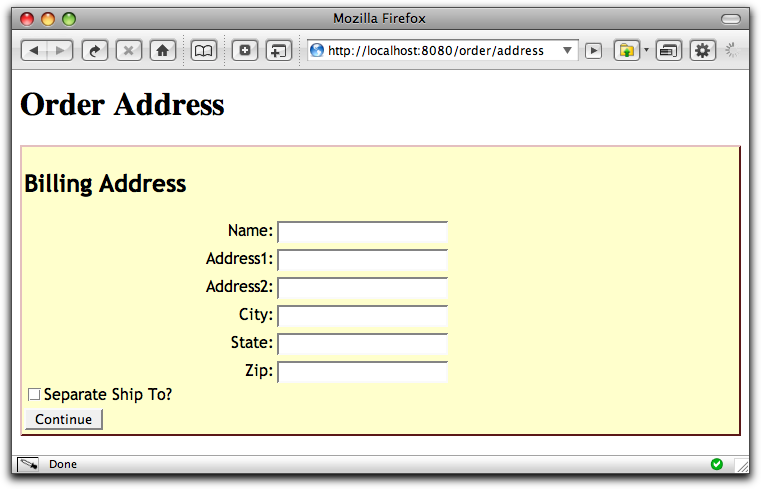 Mozilla Firefox
http://localhost:8080/order/address
Order Address
Billing Address
Name:
Address1:
Address2:
City:
State:
Zip:
Separate Ship To?
Continue
Done